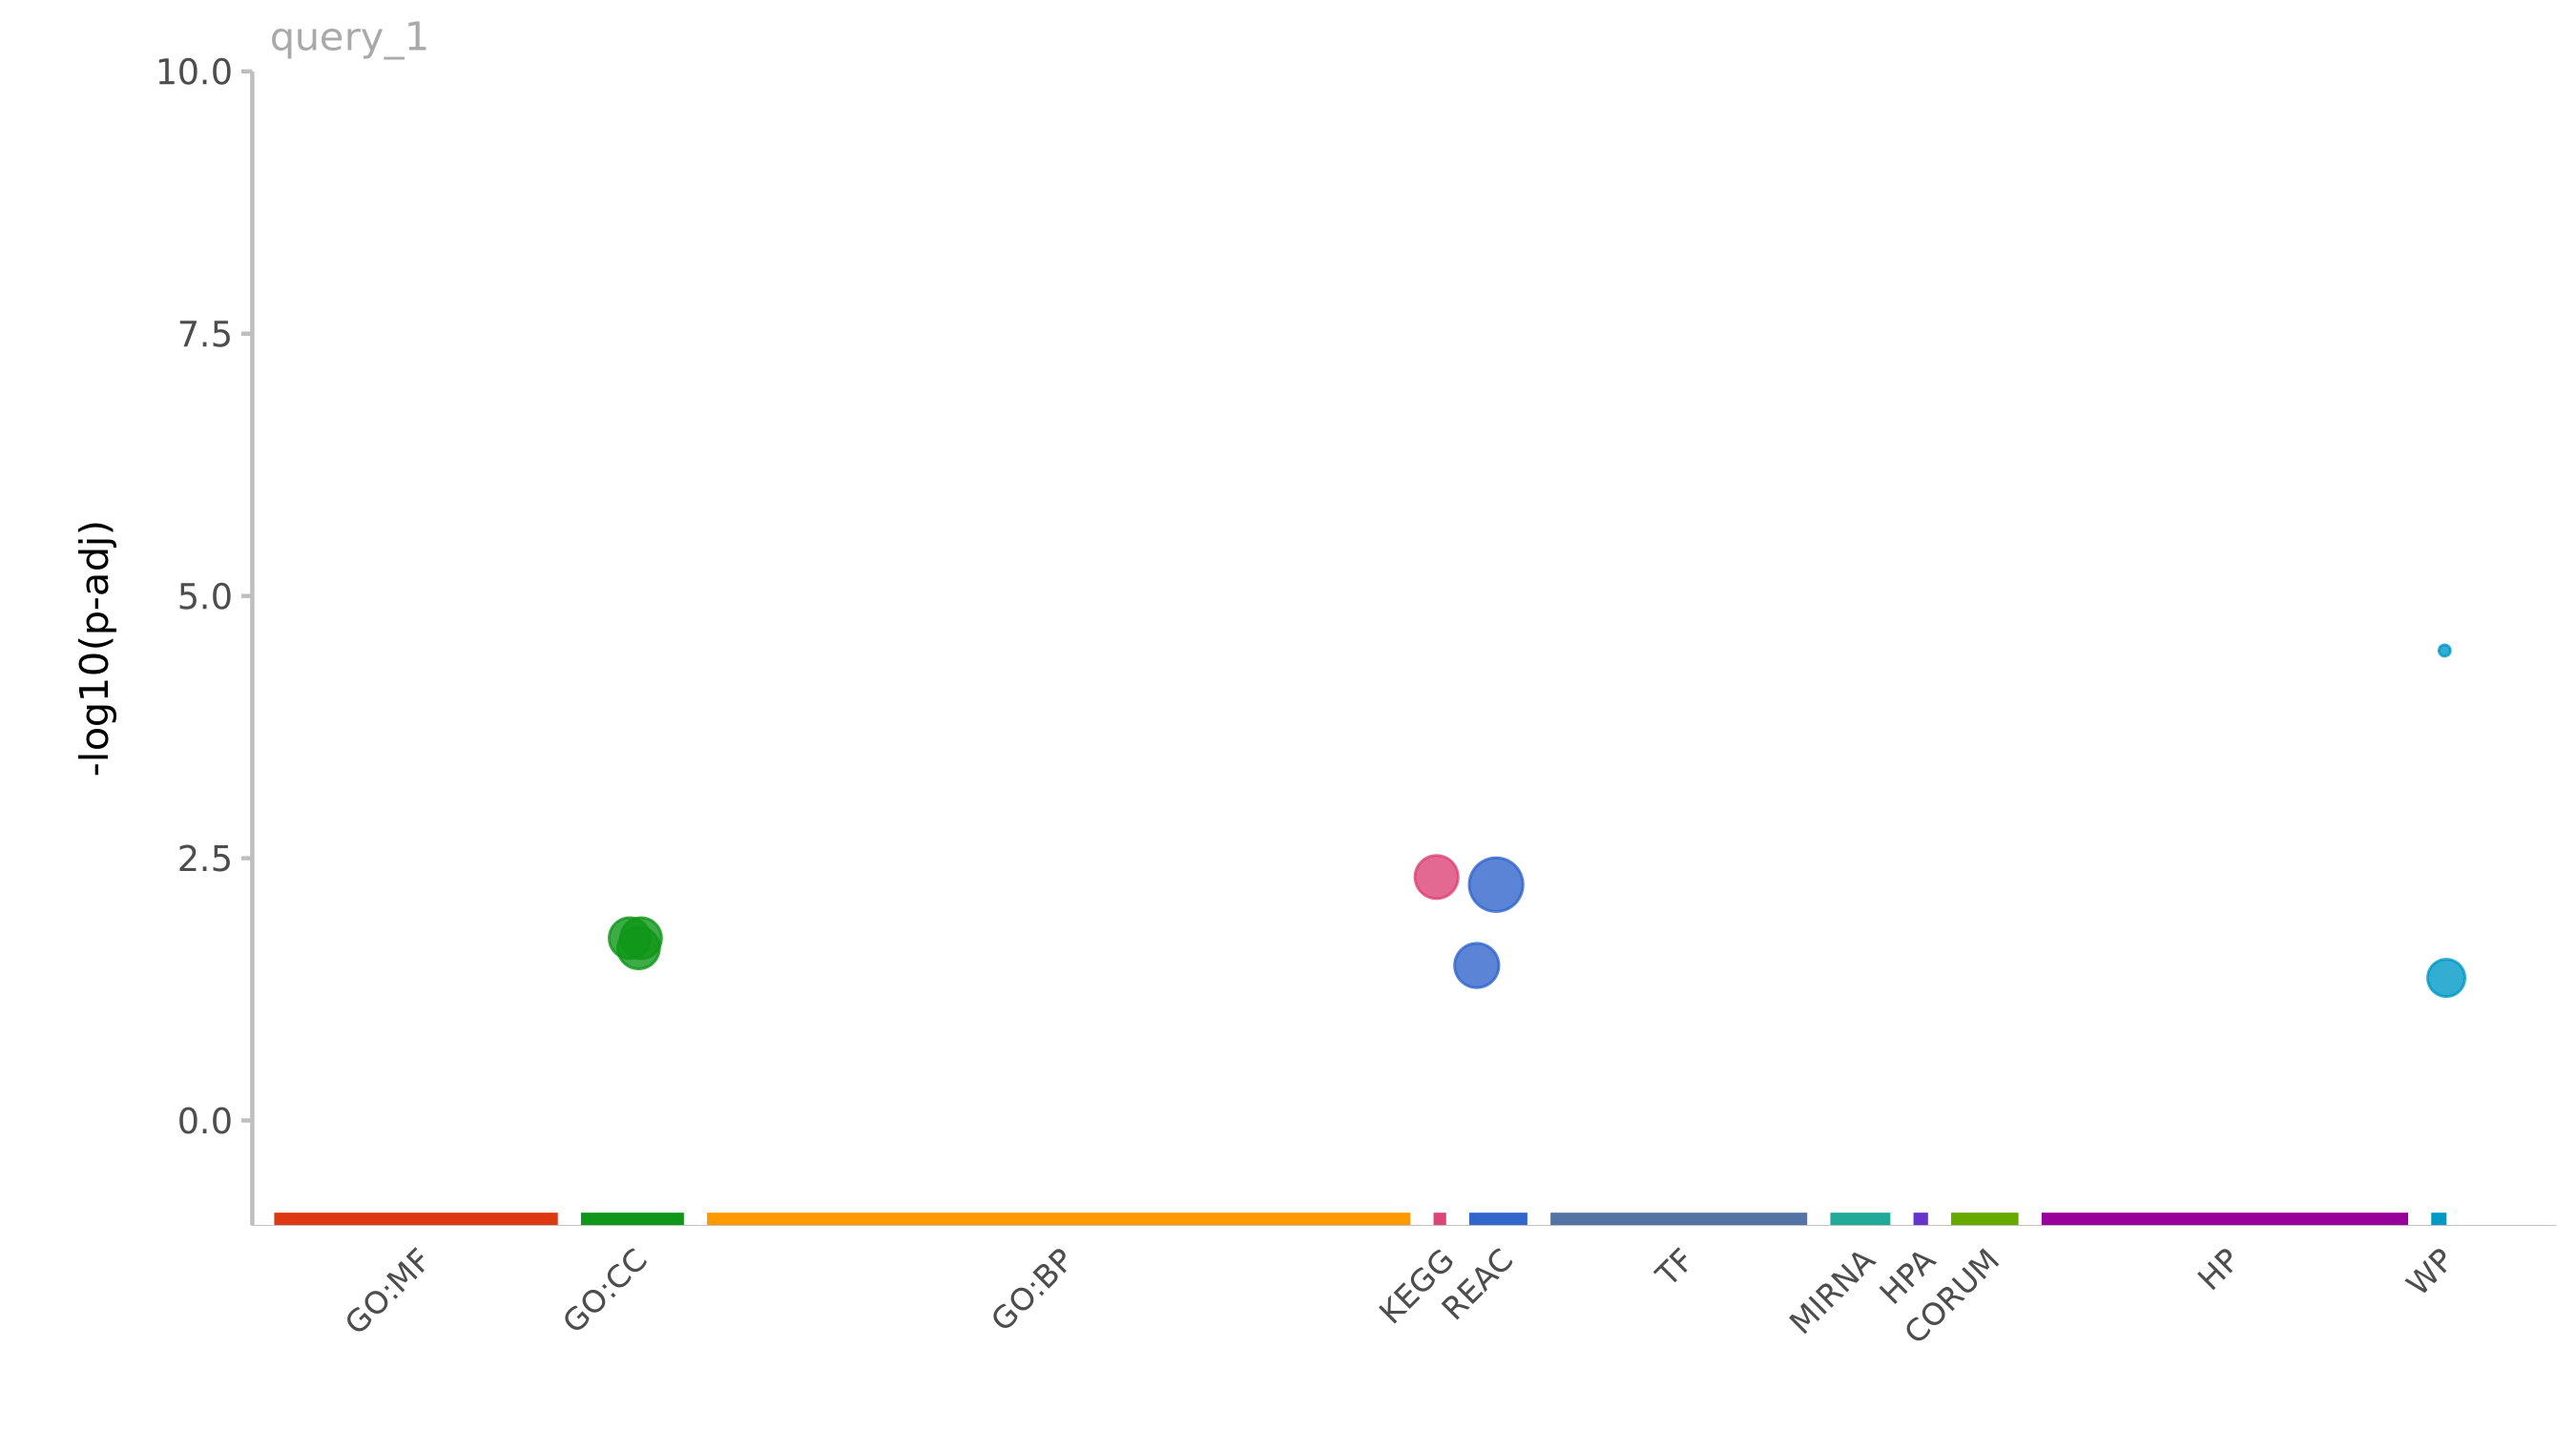 query_1
10.0
7.5
5.0
2.5
0.0
-log10(p-adj)
GO:MF
GO:CC
GO:BP
KEGG
REAC
TF
MIRNA
HPA
CORUM
HP
WP